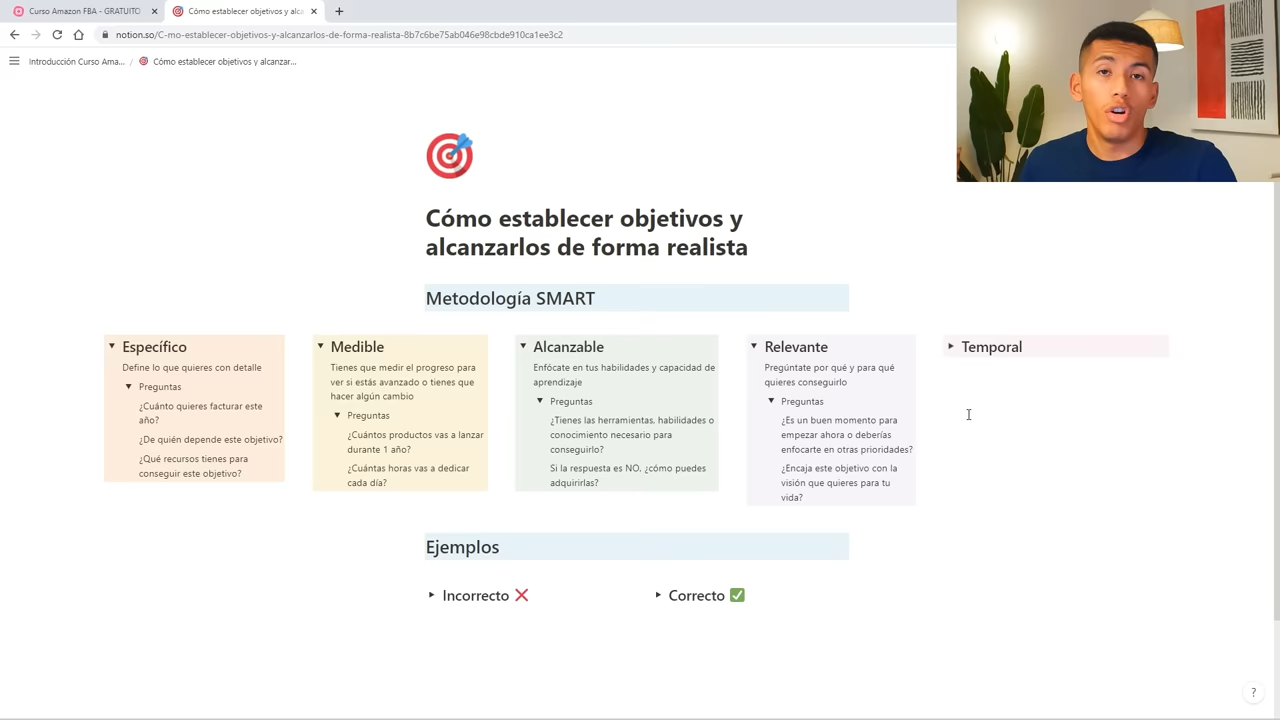 Curso Amazon FBA - GRATUITO
Cómo establecer objetivos y alca
notion.so/C-mo-establecer-objetivos-y-alcanzarlos-de-forma-realista-8b7c6be75ab046e98cbde910ca1ee3c2
Introducción Curso Ama... / Cómo establecer objetivos y alcanzar...
Cómo establecer objetivos y
alcanzarlos de forma realista
Metodología SMART
Específico
Define lo que quieres con detalle
Preguntas
¿Cuánto quieres facturar este
año?
¿De quién depende este objetivo?
¿Qué recursos tienes para
conseguir este objetivo?
Medible
Tienes que medir el progreso para
ver si estás avanzado o tienes que
hacer algún cambio
Preguntas
¿Cuántos productos vas a lanzar
durante 1 año?
¿Cuántas horas vas a dedicar
cada día?
Alcanzable
Enfócate en tus habilidades y capacidad de
aprendizaje
Preguntas
¿Tienes las herramientas, habilidades o
conocimiento necesario para
conseguirlo?
Si la respuesta es NO, ¿cómo puedes
adquirirlas?
Relevante
Pregúntate por qué y para qué
quieres conseguirlo
Preguntas
¿Es un buen momento para
empezar ahora o deberías
enfocarte en otras prioridades?
¿Encaja este objetivo con la
visión que quieres para tu
vida?
Temporal
Ejemplos
Incorrecto ❌
Correcto ✅
?